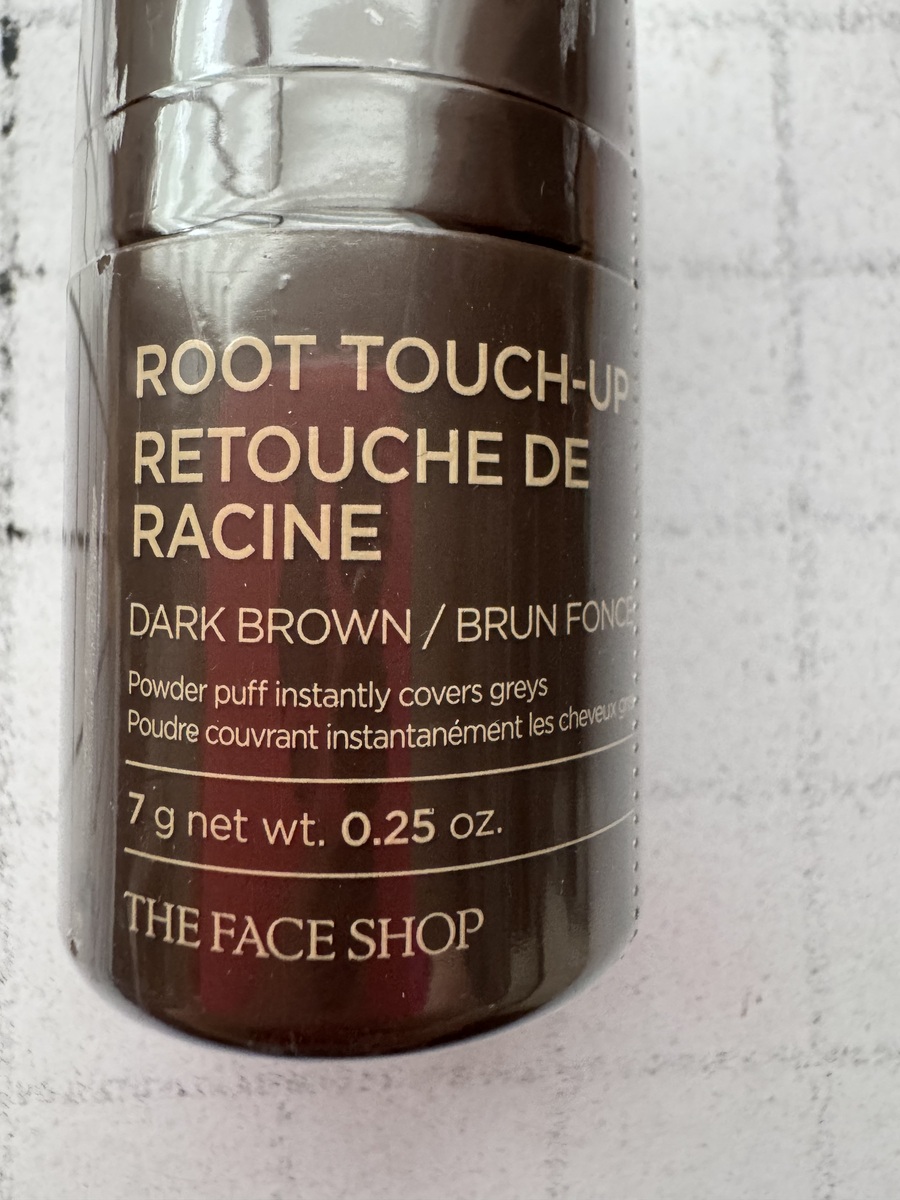 ROOT TOUCH-UP
RETOUCHE DE
RACINE
DARK BROWN / BRUN FONCÉ
Powder puff instantly covers greys
Poudre couvrant instantanément les cheveux
7 g net wt. 0.25 oz.
THE FACE SHOP